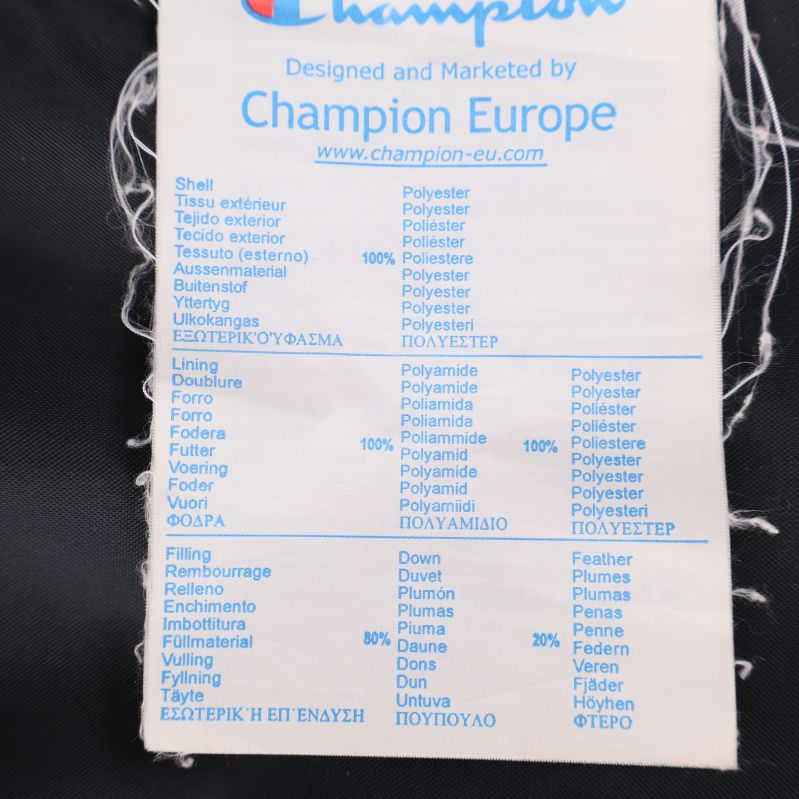 Champion
Designed and Marketed by
Champion Europe
www.champion-eu.com
Shell Polyester
Tissu extérieur Polyester
Tejido exterior Poliéster
Tecido exterior Poliéster
Tessuto (esterno) 100% Poliestere
Aussenmaterial Polyester
Buitenstof Polyester
Yttertyg Polyester
Ulkokangas Polyesteri
ΕΞΩΤΕΡΙΚ'Ο'ΥΦΑΣΜΑ ΠΟΛΥΕΣΤΕΡ
Lining Polyamide Polyester
Doublure Polyamide Polyester
Forro Poliamida Poliéster
Forro Poliamida Poliéster
Fodera 100% Poliammide 100% Poliestere
Futter Polyamid Polyester
Voering Polyamide Polyester
Foder Polyamid Polyester
Vuori Polyamiidi Polyesteri
ΦΟΔΡΑ ΠΟΛΥΑΜΙΔΙΟ ΠΟΛΥΕΣΤΕΡ
Filling Down Feather
Rembourrage Duvet Plumes
Relleno Plumón Plumas
Enchimento Plumas Penas
Imbottitura 80% Piuma 20% Penne
Füllmaterial Daune Federn
Vulling Dons Veren
Fyllning Dun Fjäder
Täyte Untuva Höyhen
ΕΣΩΤΕΡΙΚ΄Η ΕΠ΄ΕΝΔΥΣΗ ΠΟΥΠΟΥΛΟ ΦΤΕΡΟ